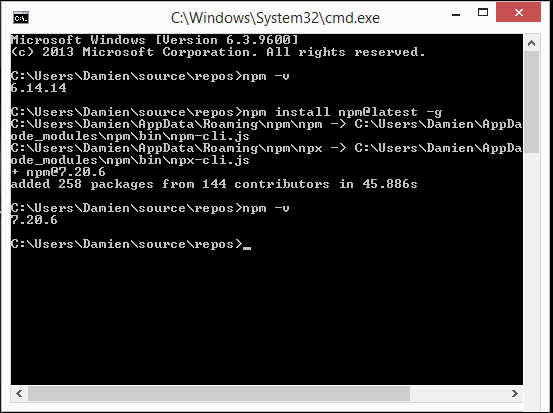 C:\Windows\System32\cmd.exe
Microsoft Windows [Version 6.3.9600]
(c) 2013 Microsoft Corporation. All rights reserved.
C:\Users\Damien\source\repos>npm -v
6.14.14
C:\Users\Damien\source\repos>npm install npm@latest -g
C:\Users\Damien\AppData\Roaming\npm\npm -> C:\Users\Damien\AppDa
ode_modules\npm\bin\npm-cli.js
C:\Users\Damien\AppData\Roaming\npm\npx -> C:\Users\Damien\AppDa
ode_modules\npm\bin\npx-cli.js
+ npm@7.20.6
added 258 packages from 144 contributors in 45.886s
C:\Users\Damien\source\repos>npm -v
7.20.6
C:\Users\Damien\source\repos>